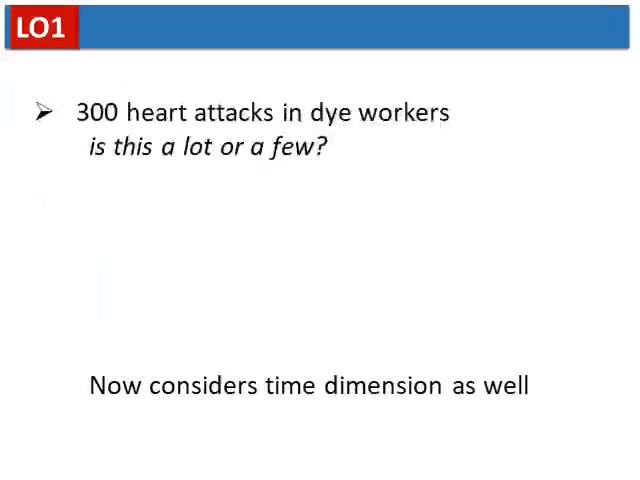 LO1
➢ 300 heart attacks in dye workers
is this a lot or a few?
Now considers time dimension as well